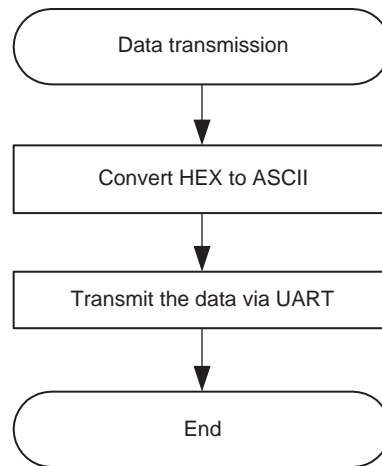 Data transmission
Convert HEX to ASCII
Transmit the data via UART
End